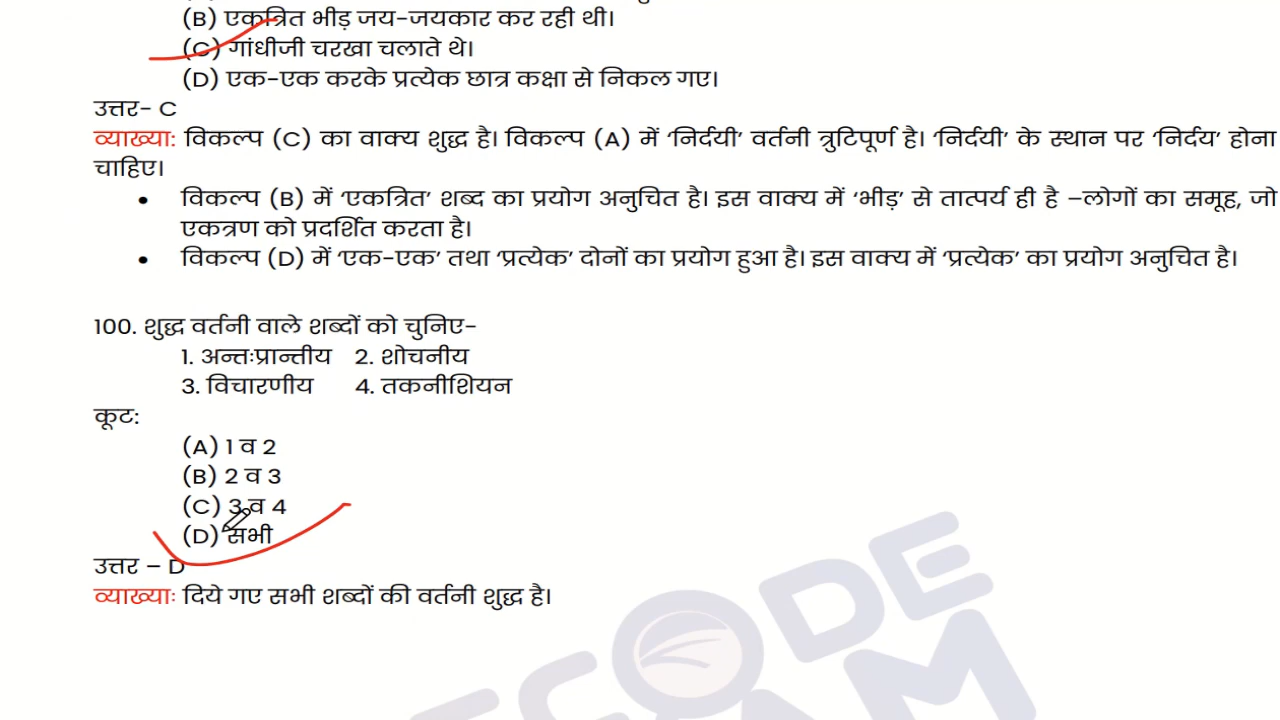 (B) एकत्रित भीड़ जय-जयकार कर रही थी।
(C) गांधीजी चरखा चलाते थे।
(D) एक-एक करके प्रत्येक छात्र कक्षा से निकल गए।
उत्तर- C
व्याख्या: विकल्प (C) का वाक्य शुद्ध है। विकल्प (A) में ‘निर्दयी’ वर्तनी त्रुटिपूर्ण है। ‘निर्दयी’ के स्थान पर ‘निर्दय’ होना
चाहिए।
• विकल्प (B) में ‘एकत्रित’ शब्द का प्रयोग अनुचित है। इस वाक्य में ‘भीड़’ से तात्पर्य ही है –लोगों का समूह, जो
एकत्रण को प्रदर्शित करता है।
• विकल्प (D) में ‘एक-एक’ तथा ‘प्रत्येक’ दोनों का प्रयोग हुआ है। इस वाक्य में ‘प्रत्येक’ का प्रयोग अनुचित है।
100. शुद्ध वर्तनी वाले शब्दों को चुनिए-
1. अन्तःप्रान्तीय 2. शोचनीय
3. विचारणीय 4. तकनीशियन
कूट:
(A) 1 व 2
(B) 2 व 3
(C) 3 व 4
(D) सभी
उत्तर – D
व्याख्याः दिये गए सभी शब्दों की वर्तनी शुद्ध है।